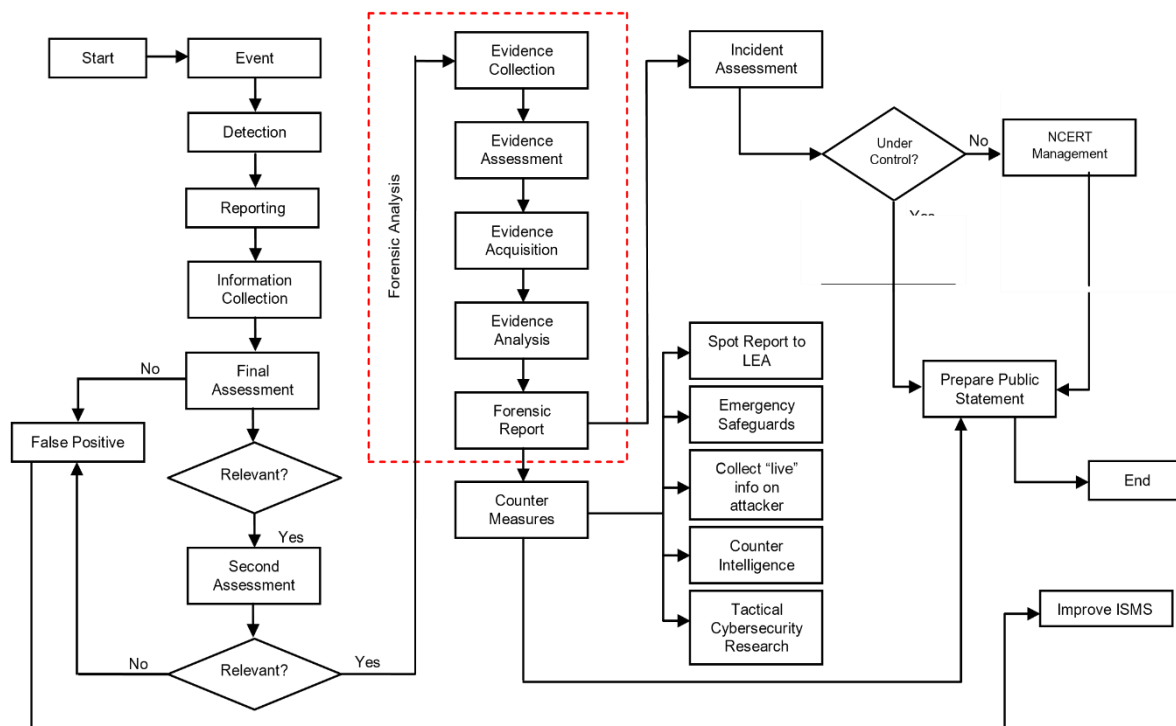 Start
Event
Detection
Reporting
Information
Collection
No
Final
Assessment
False Positive
Relevant?
Yes
Second
Assessment
No
Relevant?
Yes
Forensic Analysis
Evidence
Collection
Evidence
Assessment
Evidence
Acquisition
Evidence
Analysis
Forensic
Report
Counter
Measures
Incident
Assessment
Under
Control?
No
NCERT
Management
Yes
Spot Report to
LEA
Emergency
Safeguards
Collect “live”
info on
attacker
Counter
Intelligence
Tactical
Cybersecurity
Research
Prepare Public
Statement
End
Improve ISMS